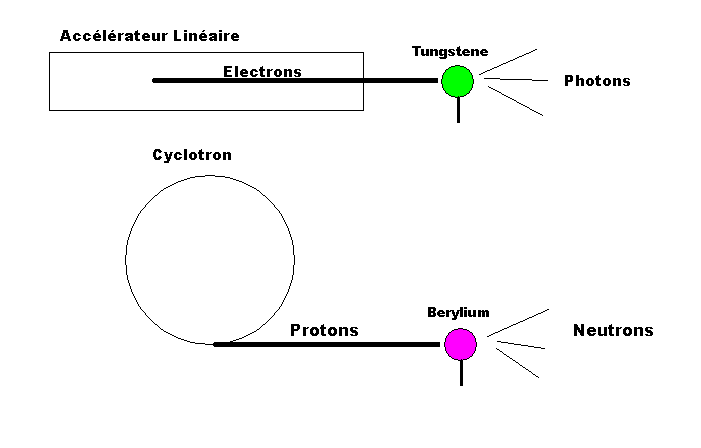 Accélérateur Linéaire
Tungstene
Electrons
Photons
Cyclotron
Berylium
Protons
Neutrons